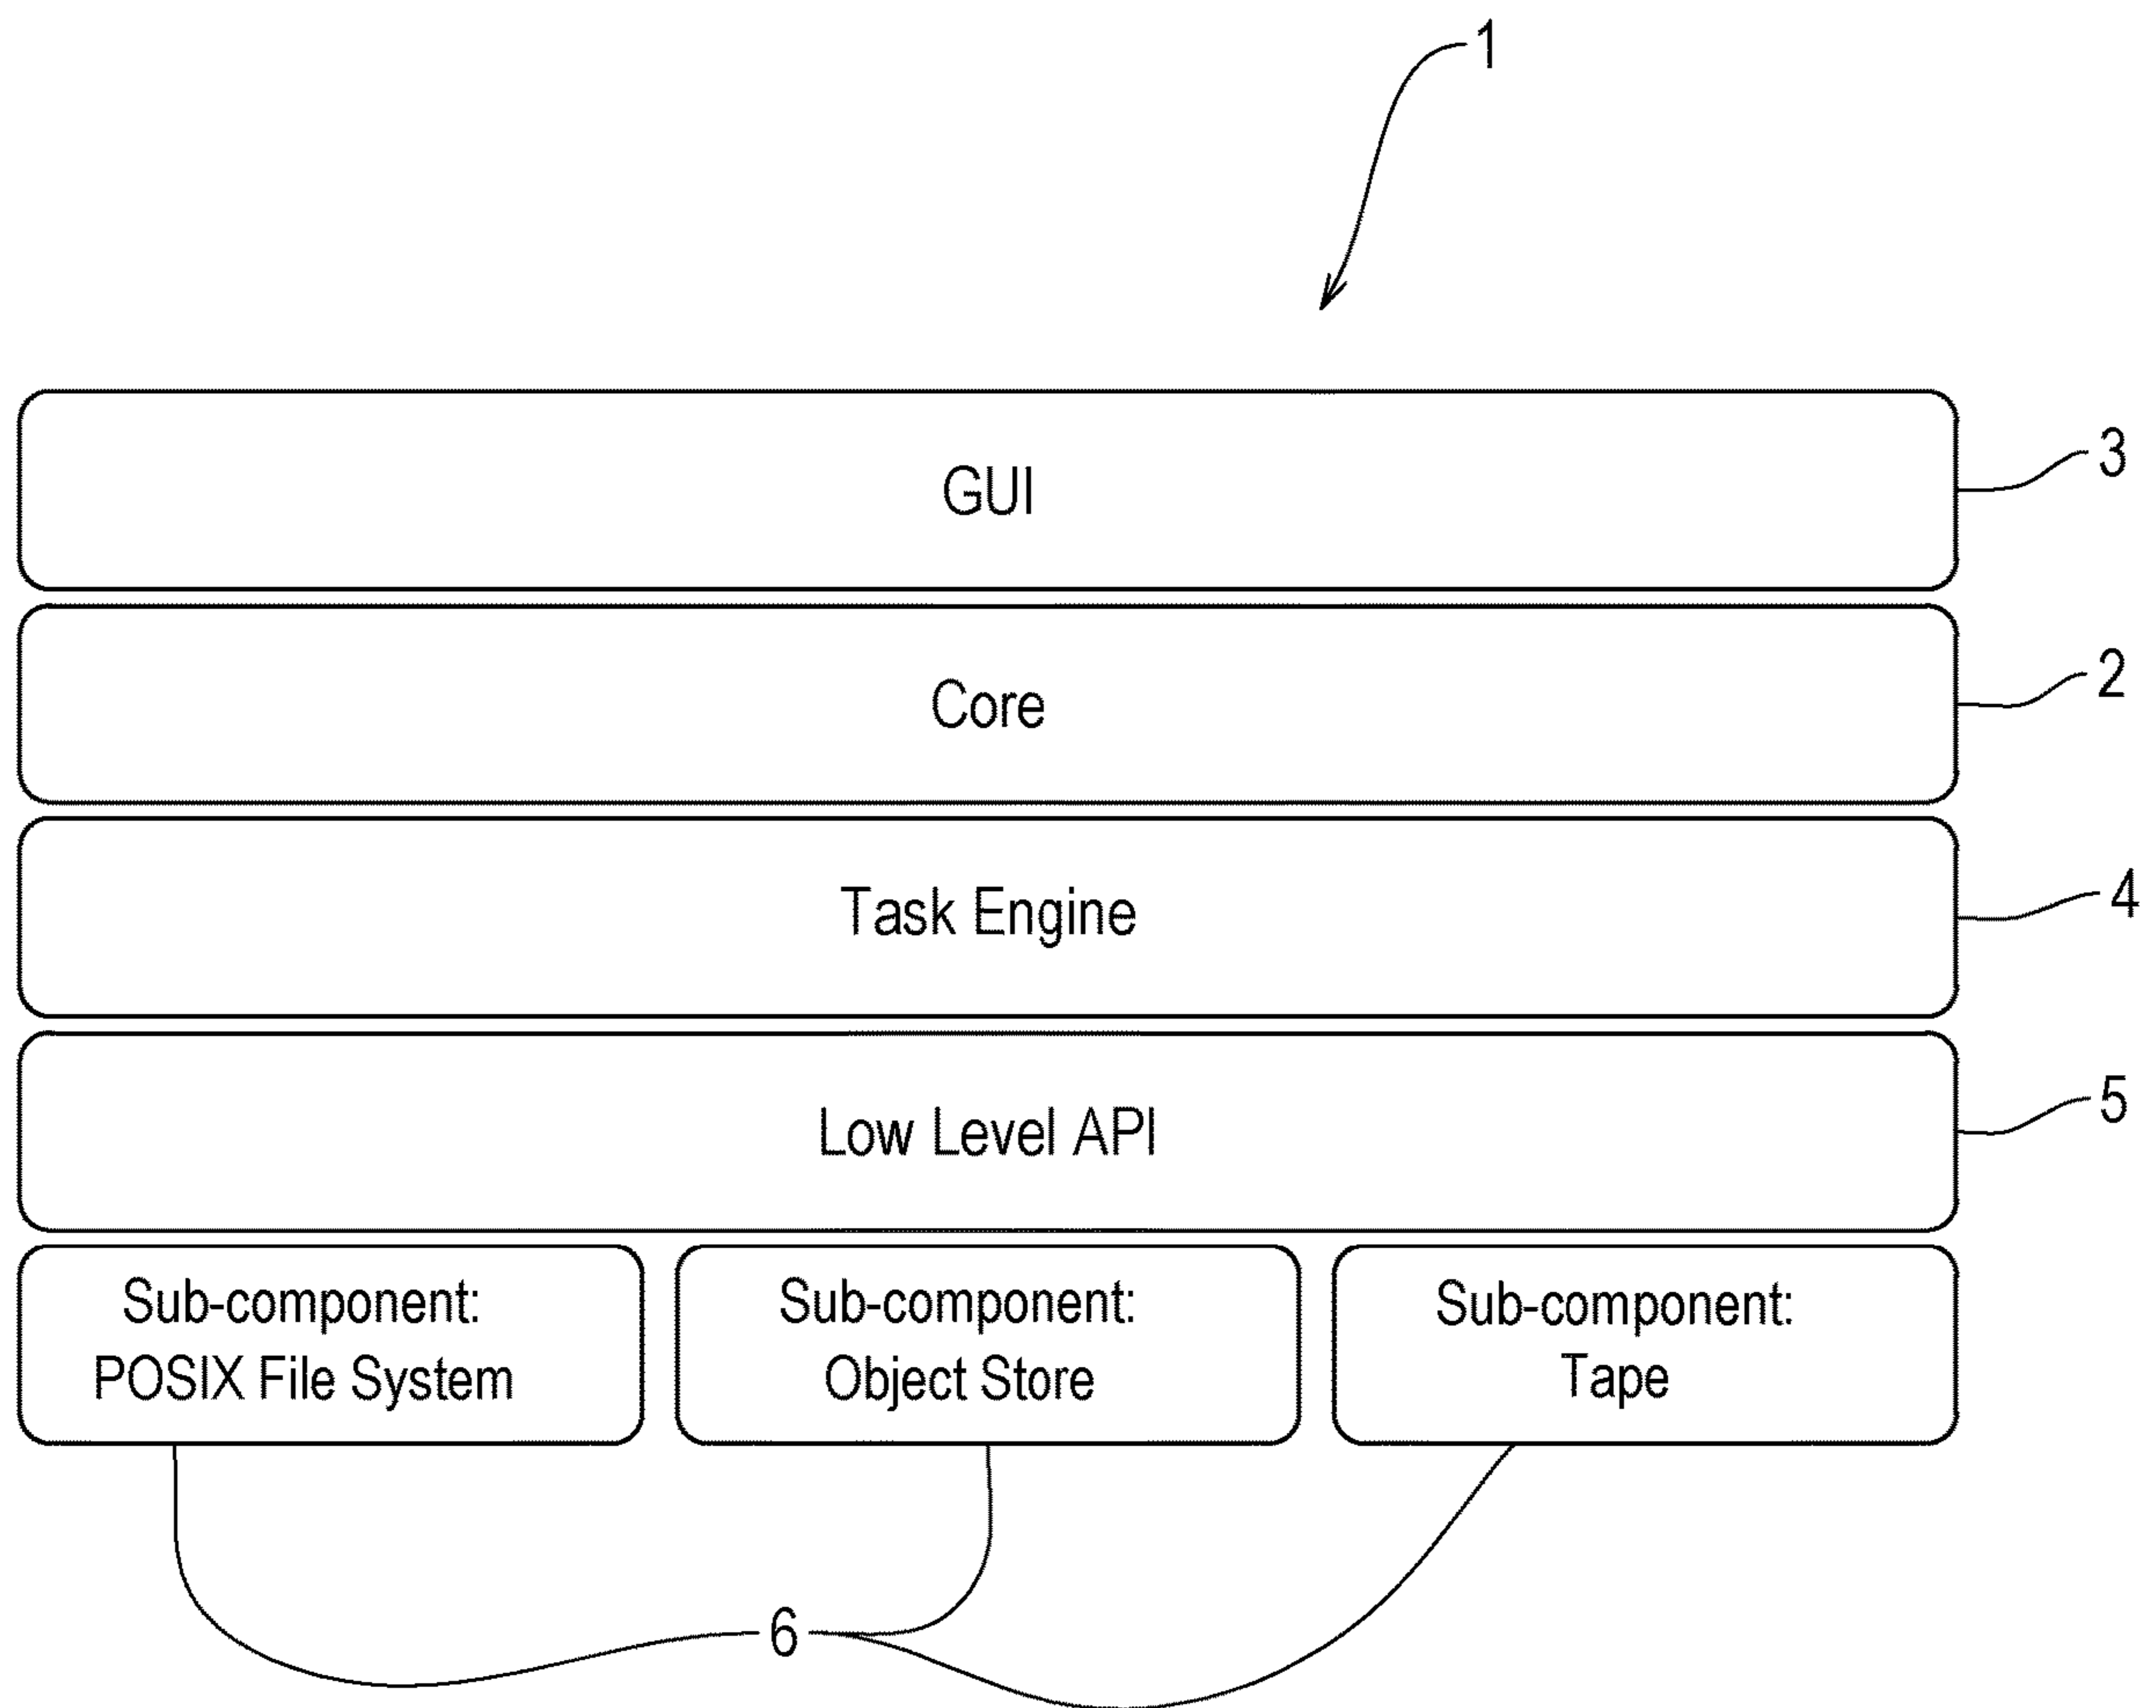 1
GUI
3
Core
2
Task Engine
4
Low Level API
5
Sub-component:
POSIX File System
Sub-component:
Object Store
Sub-component:
Tape
6